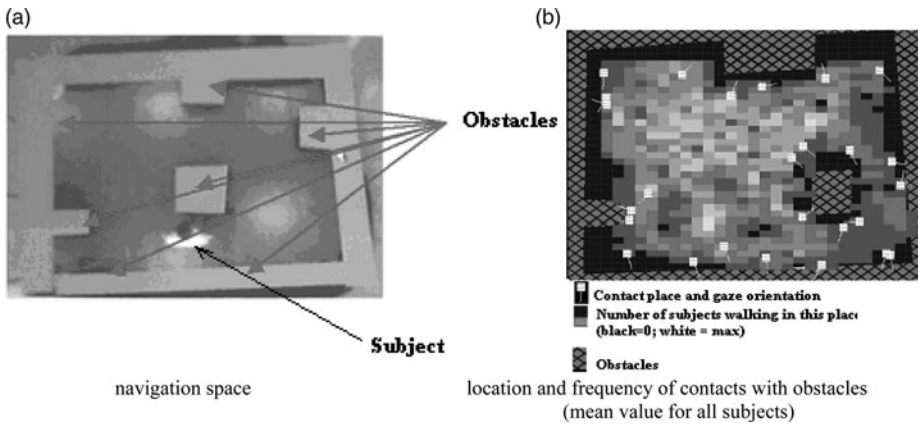 (a)
(b)
Obstacles
Subject
Contact place and gaze orientation
Number of subjects walking in this place
(black=0; white = max)
Obstacles
navigation space
location and frequency of contacts with obstacles
(mean value for all subjects)